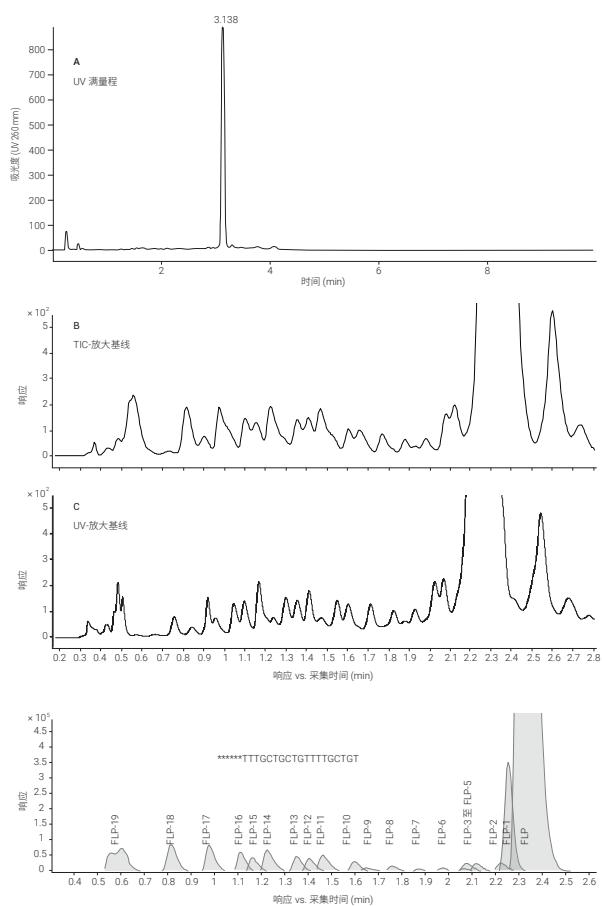 3.138
800
700
600
500
400
300
200
100
0
吸光度 (UV 260 mm)
A
UV 满量程
2 4 6 8
时间 (min)
× 10²
5
4
3
2
1
0
响应
B
TIC-放大基线
× 10²
5
4
3
2
1
0
响应
C
UV-放大基线
0.2 0.3 0.4 0.5 0.6 0.7 0.8 0.9 1 1.1 1.2 1.3 1.4 1.5 1.6 1.7 1.8 1.9 2 2.1 2.2 2.3 2.4 2.5 2.6 2.7 2.8
响应 vs. 采集时间 (min)
× 10⁵
4.5
4
3.5
3
2.5
2
1.5
1
0.5
0
响应
******TTTGCTGCTGTTTTGCTGT
FLP-19
FLP-18
FLP-17
FLP-16
FLP-15
FLP-14
FLP-13
FLP-12
FLP-11
FLP-10
FLP-9
FLP-8
FLP-7
FLP-6
FLP-3 至 FLP-5
FLP-2
FLP-1
FLP
0.4 0.5 0.6 0.7 0.8 0.9 1 1.1 1.2 1.3 1.4 1.5 1.6 1.7 1.8 1.9 2 2.1 2.2 2.3 2.4 2.5 2.6
响应 vs. 采集时间 (min)